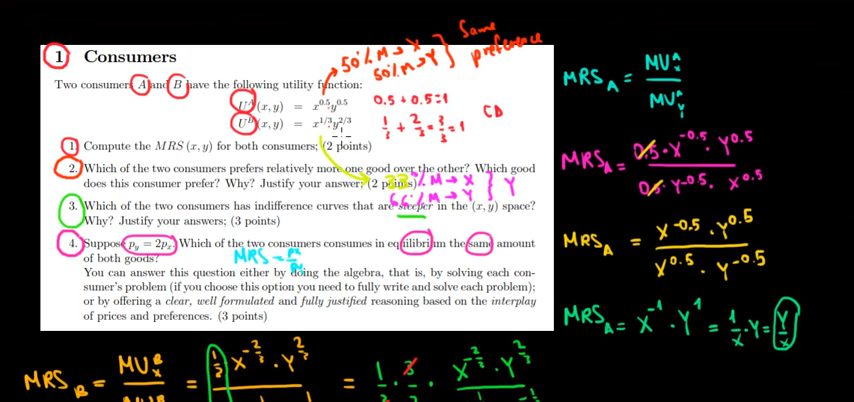 1 Consumers
Two consumers A and B have the following utility function:
U^A(x, y) = x^0.5 · y^0.5
U^B(x, y) = x^1/3 · y^2/3
1. Compute the MRS (x, y) for both consumers; (2 points)
2. Which of the two consumers prefers relatively more one good over the other? Which good
does this consumer prefer? Why? Justify your answer; (2 points)
3. Which of the two consumers has indifference curves that are steeper in the (x, y) space?
Why? Justify your answers; (3 points)
4. Suppose p_y = 2p_x. Which of the two consumers consumes in equilibrium the same amount
of both goods?
You can answer this question either by doing the algebra, that is, by solving each con-
sumer's problem (if you choose this option you need to fully write and solve each problem);
or by offering a clear, well formulated and fully justified reasoning based on the interplay
of prices and preferences. (3 points)
50% M → X
50% M → Y
Same
preference
0.5 + 0.5 = 1
1/3 + 2/3 = 3/3 = 1
CD
33% M → X
66% M → Y
Y
MRS = Px/Py
MRS_A = MU_x^A / MU_y^A
MRS_A = 0.5 · X^-0.5 · Y^0.5 / 0.5 · Y^-0.5 · X^0.5
MRS_A = X^-0.5 · Y^0.5 / X^0.5 · Y^-0.5
MRS_A = X^-1 · Y^1 = 1/X · Y = Y/X
MRS_B = MU_x^B = 1/3 X^-2/3 · Y^2/3 = 1/3 · 3/2 · X^-2/3 · Y^2/3